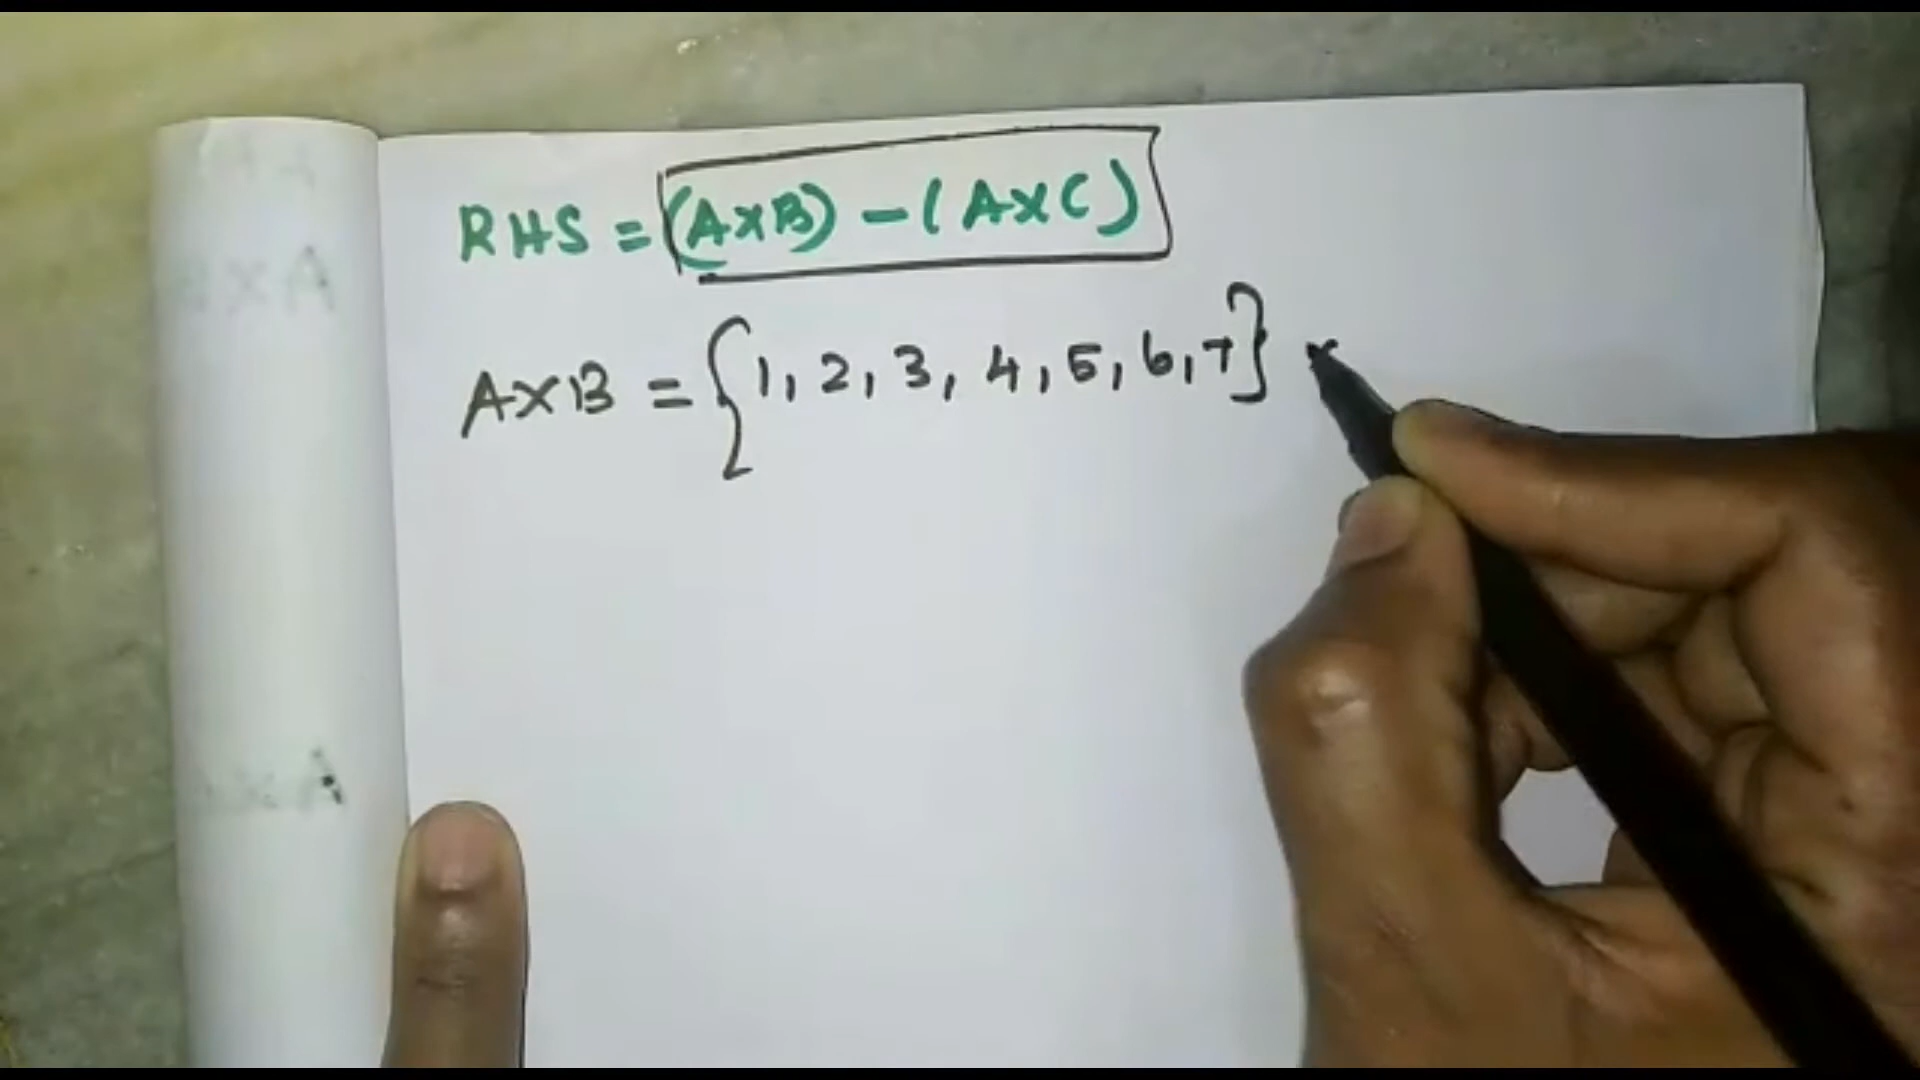 RHS = (A×B) - (A×C)
A×B = {1, 2, 3, 4, 5, 6, 7} ×
×A
×A